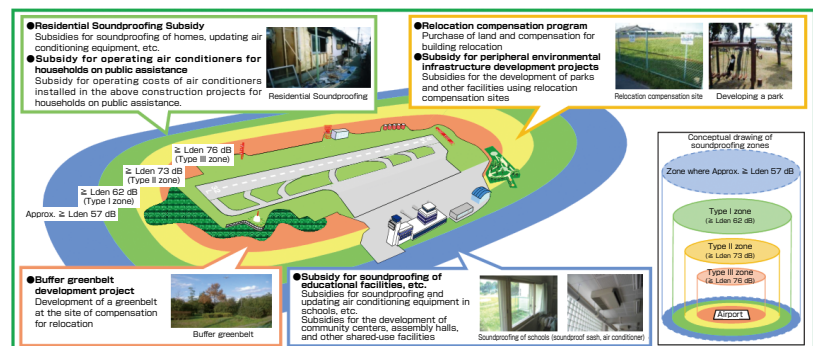 ●Residential Soundproofing Subsidy
Subsidies for soundproofing of homes, updating air
conditioning equipment, etc.
●Subsidy for operating air conditioners for
households on public assistance
Subsidy for operating costs of air conditioners
installed in the above construction projects for
households on public assistance.
Residential Soundproofing
●Relocation compensation program
Purchase of land and compensation for
building relocation
●Subsidy for peripheral environmental
infrastructure development projects
Subsidies for the development of parks
and other facilities using relocation
compensation sites
Relocation compensation site
Developing a park
≧ Lden 76 dB
(Type III zone)
≧ Lden 73 dB
(Type II zone)
≧ Lden 62 dB
(Type I zone)
Approx. ≧ Lden 57 dB
Conceptual drawing of
soundproofing zones
Zone where Approx. ≧ Lden 57 dB
Type I zone
(≧ Lden 62 dB)
Type II zone
(≧ Lden 73 dB)
Type III zone
(≧ Lden 76 dB)
Airport
●Buffer greenbelt
development project
Development of a greenbelt
at the site of compensation
for relocation
Buffer greenbelt
●Subsidy for soundproofing of
educational facilities, etc.
Subsidies for soundproofing and
updating air conditioning equipment in
schools, etc.
Subsidies for the development of
community centers, assembly halls,
and other shared-use facilities
Soundproofing of schools (soundproof sash, air conditioner)